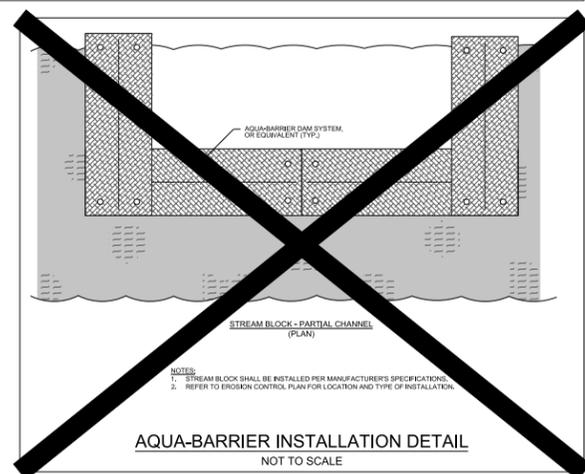 AQUA-BARRIER DAM SYSTEM,
OR EQUIVALENT (TYP.)
STREAM BLOCK - PARTIAL CHANNEL
(PLAN)
NOTES:
1. STREAM BLOCK SHALL BE INSTALLED PER MANUFACTURER'S SPECIFICATIONS.
2. REFER TO EROSION CONTROL PLAN FOR LOCATION AND TYPE OF INSTALLATION.
AQUA-BARRIER INSTALLATION DETAIL
NOT TO SCALE